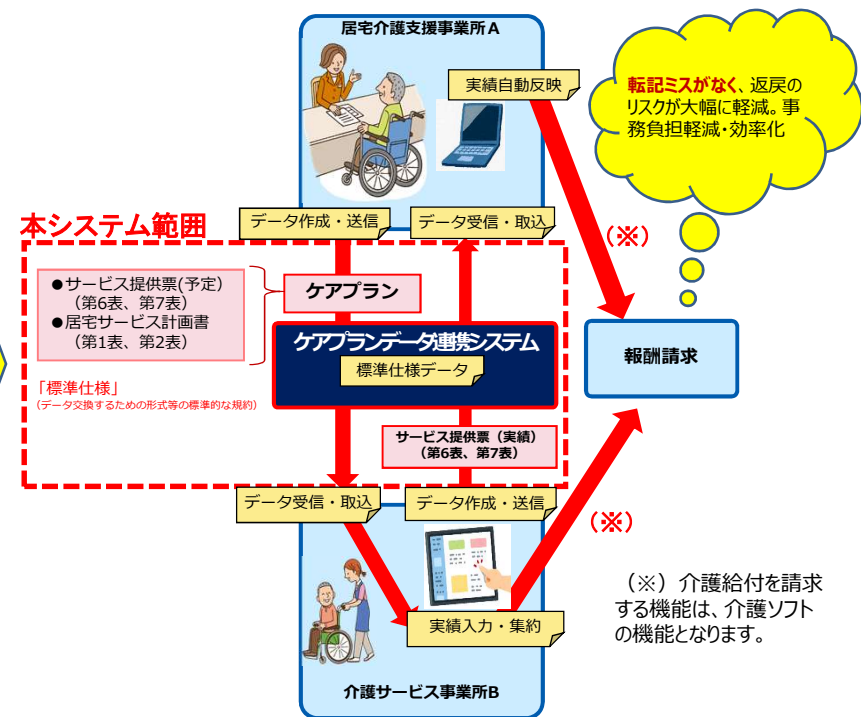 居宅介護支援事業所A
実績自動反映
転記ミスがなく、返戻の
リスクが大幅に軽減。事
務負担軽減・効率化
データ作成・送信
データ受信・取込
(※)
本システム範囲
●サービス提供票(予定)
(第6表、第7表)
●居宅サービス計画書
(第1表、第2表)
ケアプラン
ケアプランデータ連携システム
標準仕様データ
報酬請求
「標準仕様」
(データ交換するための形式等の標準的な規約)
サービス提供票(実績)
(第6表、第7表)
データ受信・取込
データ作成・送信
(※)
(※)介護給付を請求
する機能は、介護ソフト
の機能となります。
実績入力・集約
介護サービス事業所B